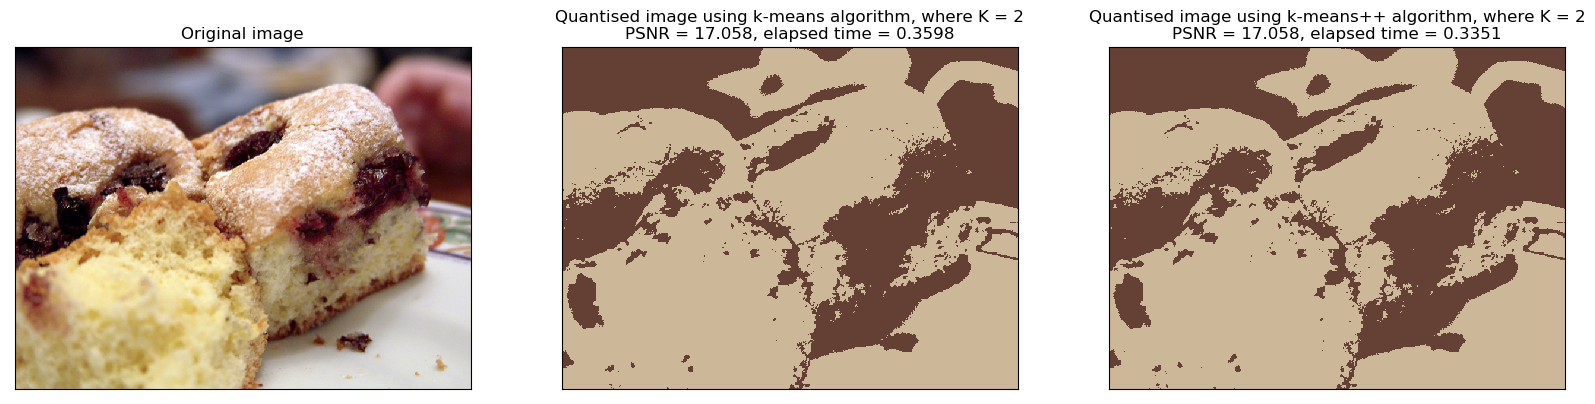 Original image
Quantised image using k-means algorithm, where K = 2
PSNR = 17.058, elapsed time = 0.3598
Quantised image using k-means++ algorithm, where K = 2
PSNR = 17.058, elapsed time = 0.3351